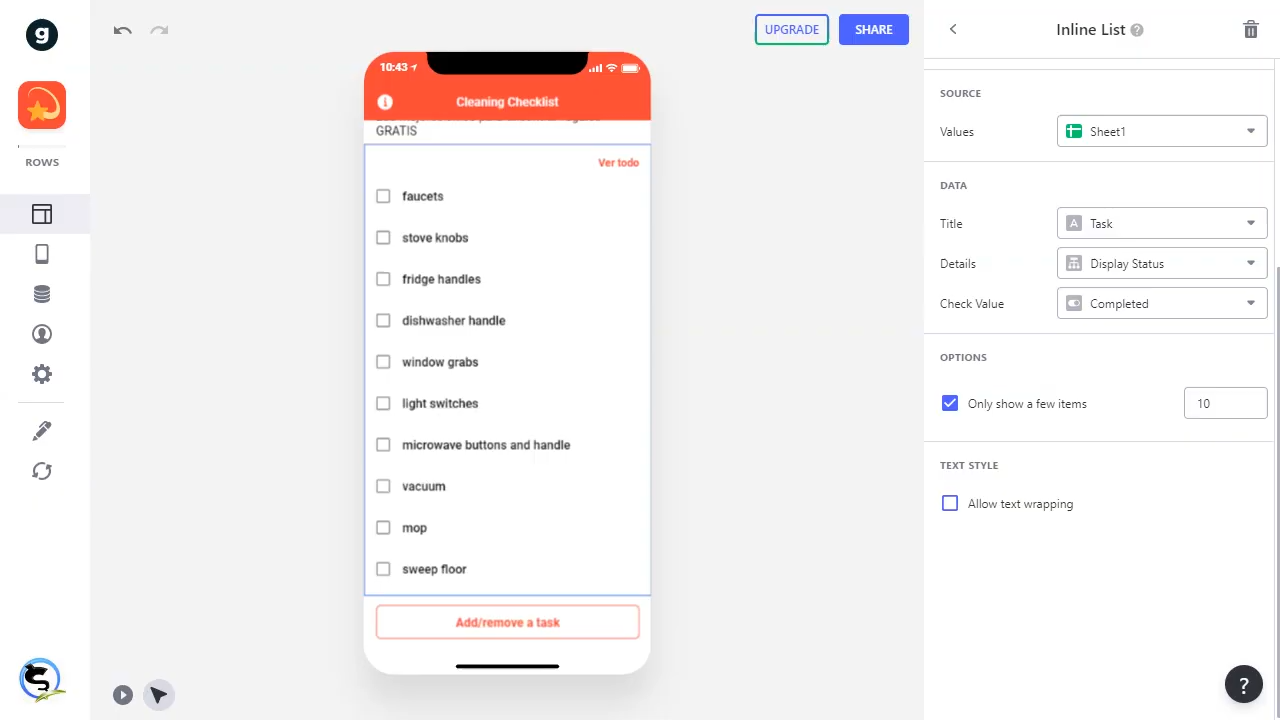 g
UPGRADE
SHARE
Inline List ?
ROWS
10:43
Cleaning Checklist
GRATIS
Ver todo
faucets
stove knobs
fridge handles
dishwasher handle
window grabs
light switches
microwave buttons and handle
vacuum
mop
sweep floor
Add/remove a task
SOURCE
Values
Sheet1
DATA
Title
A Task
Details
Display Status
Check Value
Completed
OPTIONS
Only show a few items
10
TEXT STYLE
Allow text wrapping
?